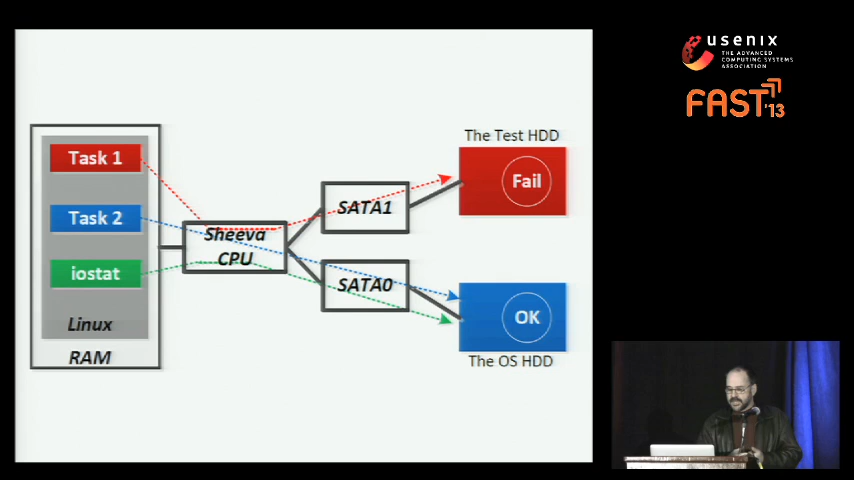 usenix
THE ADVANCED
COMPUTING SYSTEMS
ASSOCIATION
FAST'13
The Test HDD
Task 1
Fail
SATA1
Task 2
Sheeva
CPU
iostat
SATA0
OK
Linux
RAM
The OS HDD